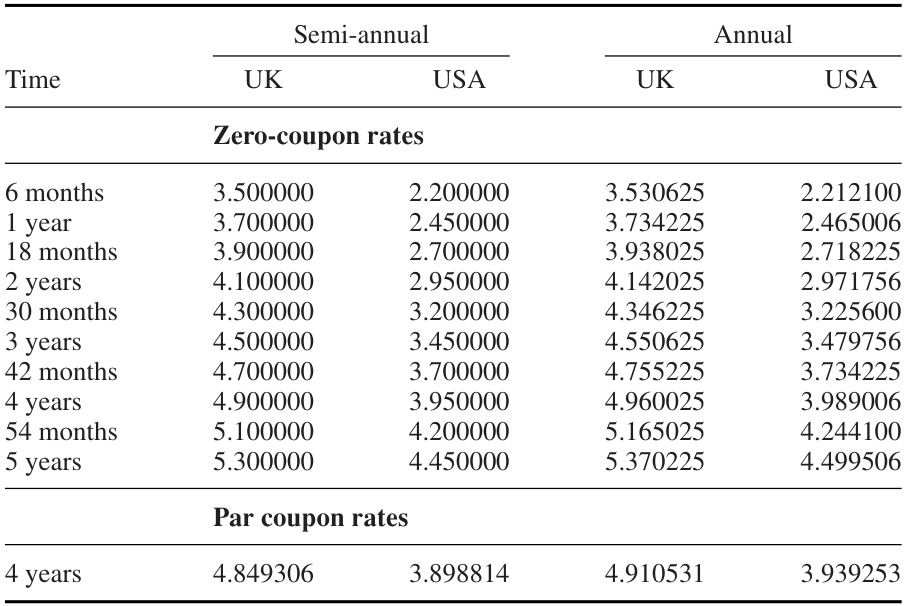 Semi-annual Annual
Time UK USA UK USA
Zero-coupon rates
6 months 3.500000 2.200000 3.530625 2.212100
1 year 3.700000 2.450000 3.734225 2.465006
18 months 3.900000 2.700000 3.938025 2.718225
2 years 4.100000 2.950000 4.142025 2.971756
30 months 4.300000 3.200000 4.346225 3.225600
3 years 4.500000 3.450000 4.550625 3.479756
42 months 4.700000 3.700000 4.755225 3.734225
4 years 4.900000 3.950000 4.960025 3.989006
54 months 5.100000 4.200000 5.165025 4.244100
5 years 5.300000 4.450000 5.370225 4.499506
Par coupon rates
4 years 4.849306 3.898814 4.910531 3.939253